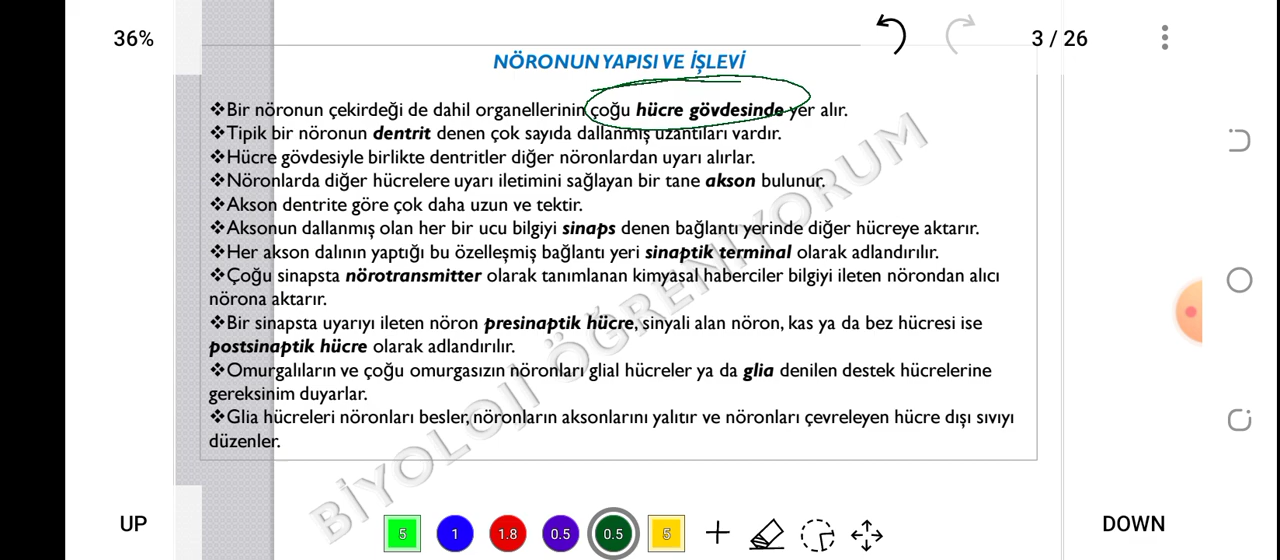 36%
3 / 26
NÖRONUN YAPISI VE İŞLEVİ
❖Bir nöronun çekirdeği de dahil organellerinin çoğu hücre gövdesinde yer alır.
❖Tipik bir nöronun dentrit denen çok sayıda dallanmış uzantıları vardır.
❖Hücre gövdesiyle birlikte dentritler diğer nöronlardan uyarı alırlar.
❖Nöronlarda diğer hücrelere uyarı iletimini sağlayan bir tane akson bulunur.
❖Akson dentrite göre çok daha uzun ve tektir.
❖Aksonun dallanmış olan her bir ucu bilgiyi sinaps denen bağlantı yerinde diğer hücreye aktarır.
❖Her akson dalının yaptığı bu özelleşmiş bağlantı yeri sinaptik terminal olarak adlandırılır.
❖Çoğu sinapsta nörotransmitter olarak tanımlanan kimyasal haberciler bilgiyi ileten nörondan alıcı
nörona aktarır.
❖Bir sinapsta uyarıyı ileten nöron presinaptik hücre, sinyali alan nöron, kas ya da bez hücresi ise
postsinaptik hücre olarak adlandırılır.
❖Omurgalıların ve çoğu omurgasızın nöronları glial hücreler ya da glia denilen destek hücrelerine
gereksinim duyarlar.
❖Glia hücreleri nöronları besler, nöronların aksonlarını yalıtır ve nöronları çevreleyen hücre dışı sıvıyı
düzenler.
BİYOLOJİ ÖĞRENİYORUM
UP
5 1 1.8 0.5 0.5 5
DOWN